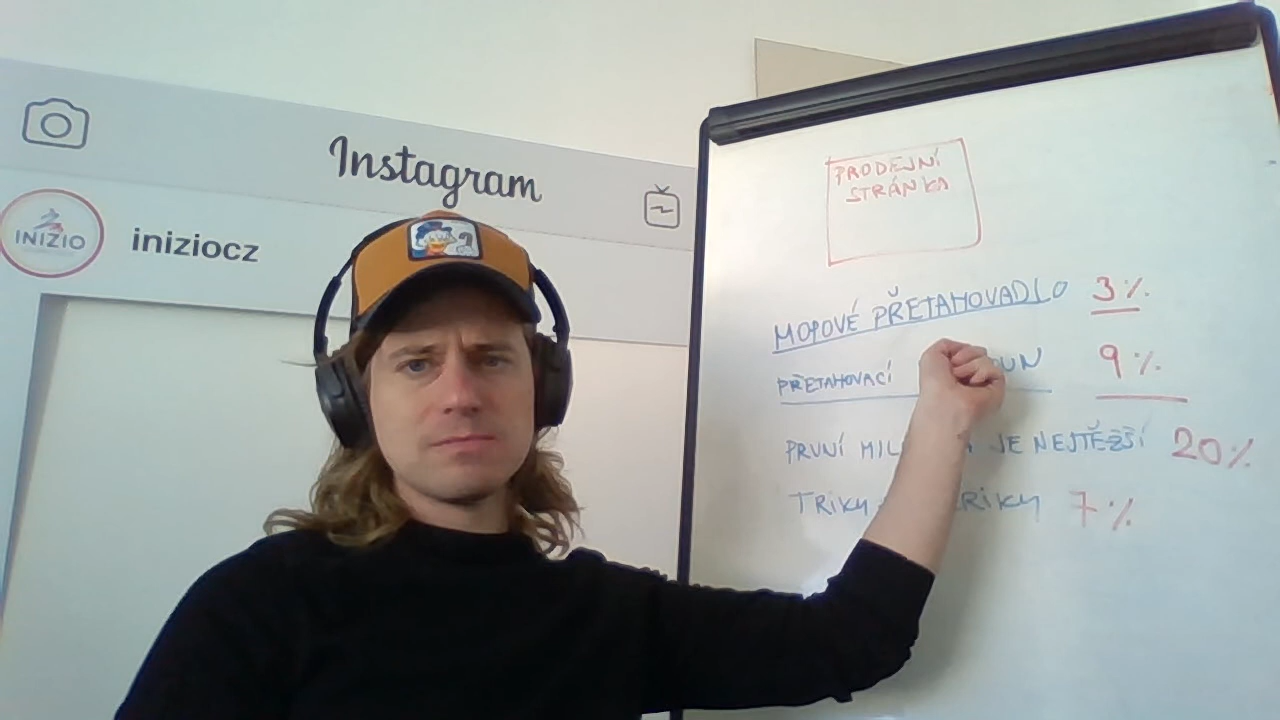 Instagram
INIZIO
iniziocz
PRODEJNÍ
STRÁNKA
MOPOVÉ PŘETAHOVADLO 3%
PŘETAHOVACÍ 9%
PRVNÍ JE NEJTĚŽŠÍ 20%
TRIKY 7%